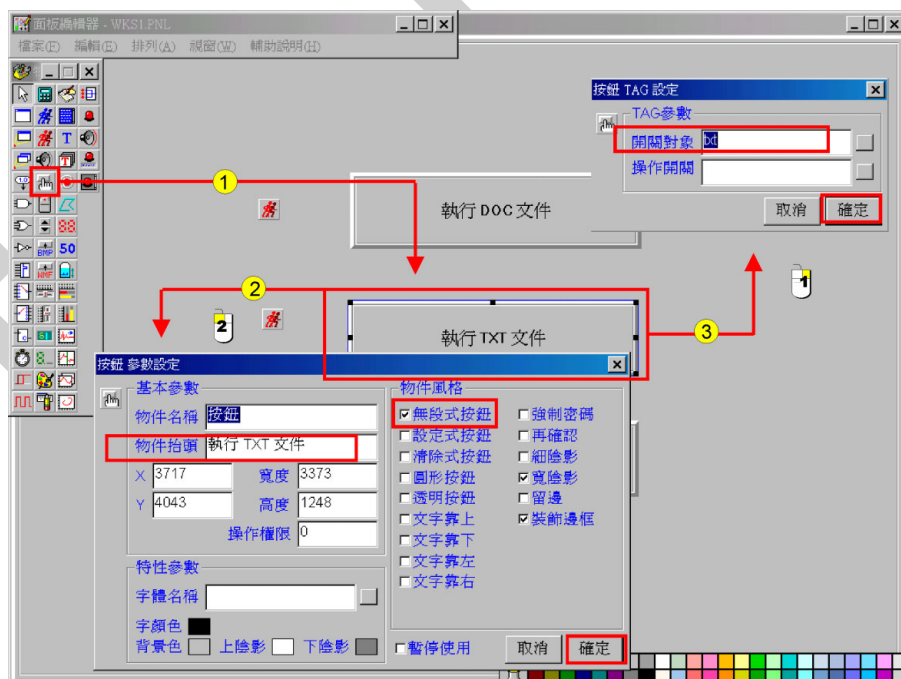 面板編輯器 - WKS1.PNL
檔案(F) 編輯(E) 排列(A) 視窗(W) 輔助說明(H)
按鈕 TAG 設定
TAG參數
開關對象 txt
操作開關
取消 確定
1
執行 DOC 文件
T
1.0
88
BMP 50
WMF
2
2
1
3
執行 TXT 文件
按鈕 參數設定
基本參數
物件名稱 按鈕
物件抬頭 執行 TXT 文件
X 3717 寬度 3373
Y 4043 高度 1248
操作權限 0
特性參數
字體名稱
字顏色
背景色 上陰影 下陰影
物件風格
無段式按鈕 強制密碼
設定式按鈕 再確認
清除式按鈕 細陰影
圓形按鈕 寬陰影
透明按鈕 留邊
文字靠上 裝飾邊框
文字靠下
文字靠左
文字靠右
暫停使用 取消 確定